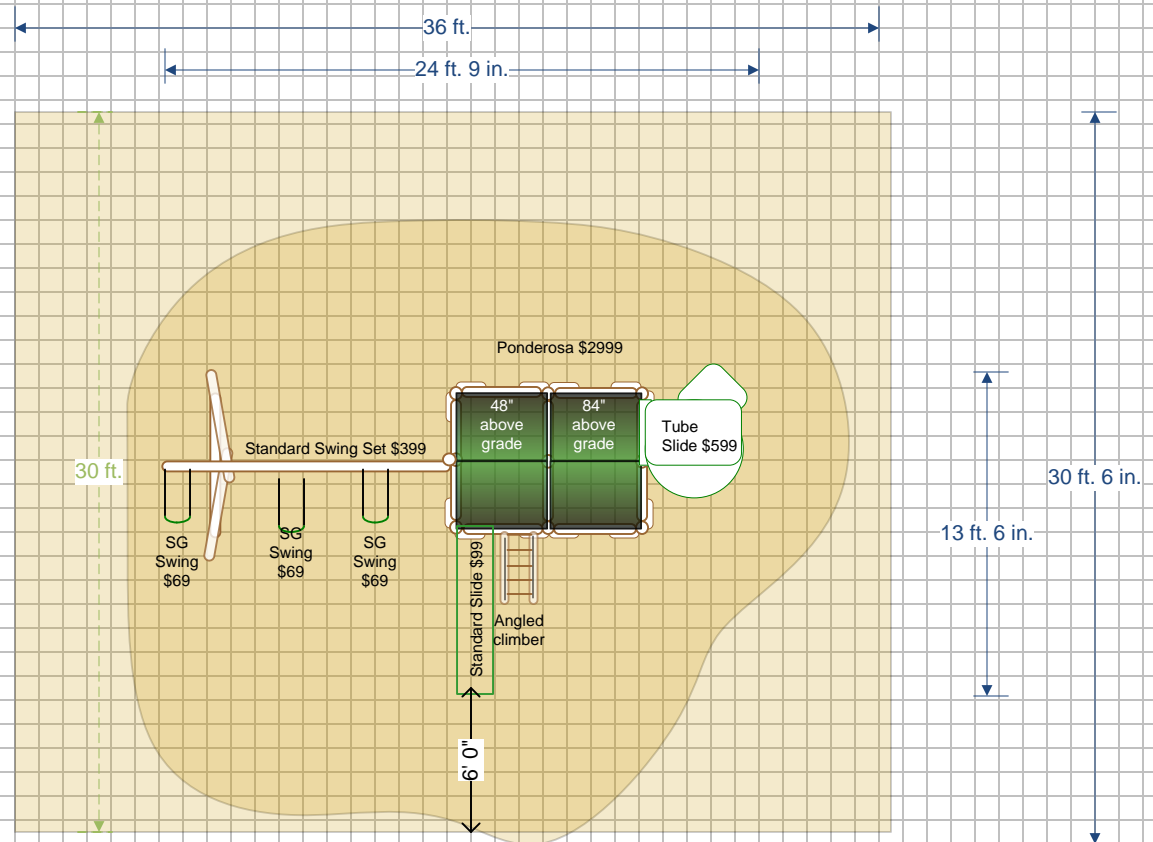 36 ft.
24 ft. 9 in.
Ponderosa $2999
48"
above
grade
84"
above
grade
Tube
Slide $599
Standard Swing Set $399
30 ft.
30 ft. 6 in.
13 ft. 6 in.
SG
Swing
$69
SG
Swing
$69
SG
Swing
$69
Standard Slide $99
Angled
climber
6' 0"